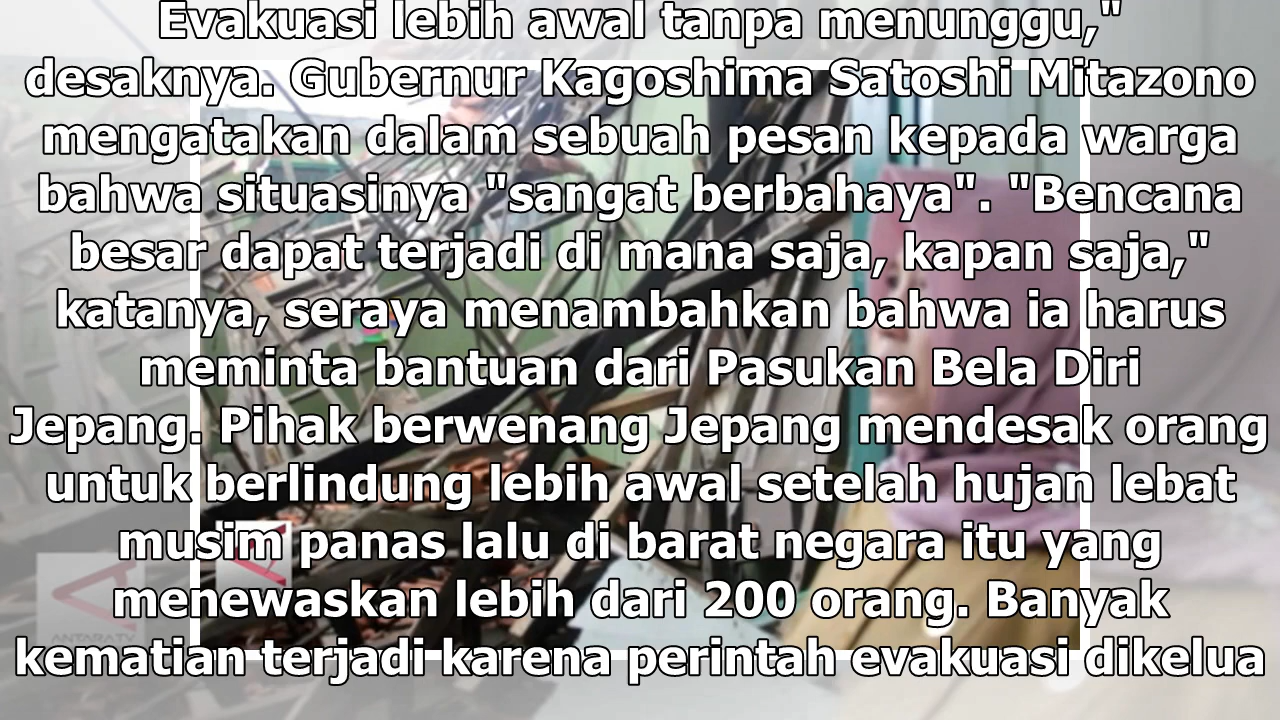 Evakuasi lebih awal tanpa menunggu,"
desaknya. Gubernur Kagoshima Satoshi Mitazono
mengatakan dalam sebuah pesan kepada warga
bahwa situasinya "sangat berbahaya". "Bencana
besar dapat terjadi di mana saja, kapan saja,"
katanya, seraya menambahkan bahwa ia harus
meminta bantuan dari Pasukan Bela Diri
Jepang. Pihak berwenang Jepang mendesak orang
untuk berlindung lebih awal setelah hujan lebat
musim panas lalu di barat negara itu yang
menewaskan lebih dari 200 orang. Banyak
kematian terjadi karena perintah evakuasi dikelua
ANTARA TV